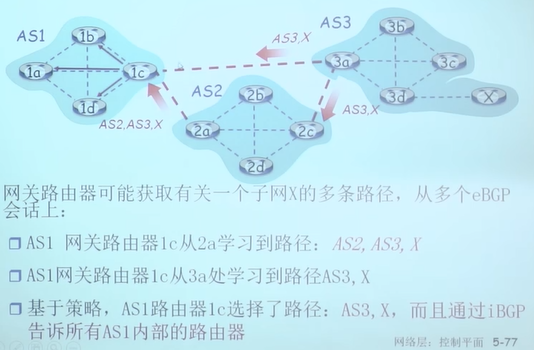 AS1
1b
1a
1c
1d
AS2,AS3,X
AS3,X
AS2
2b
2a
2c
2d
AS3
3b
3a
3c
3d
X
AS3,X
网关路由器可能获取有关一个子网X的多条路径,从多个eBGP
会话上:
AS1 网关路由器1c从2a学习到路径:AS2,AS3,X
AS1网关路由器1c从3a处学习到路径AS3,X
基于策略,AS1路由器1c选择了路径:AS3,X,而且通过iBGP
告诉所有AS1内部的路由器
网络层:控制平面 5-77